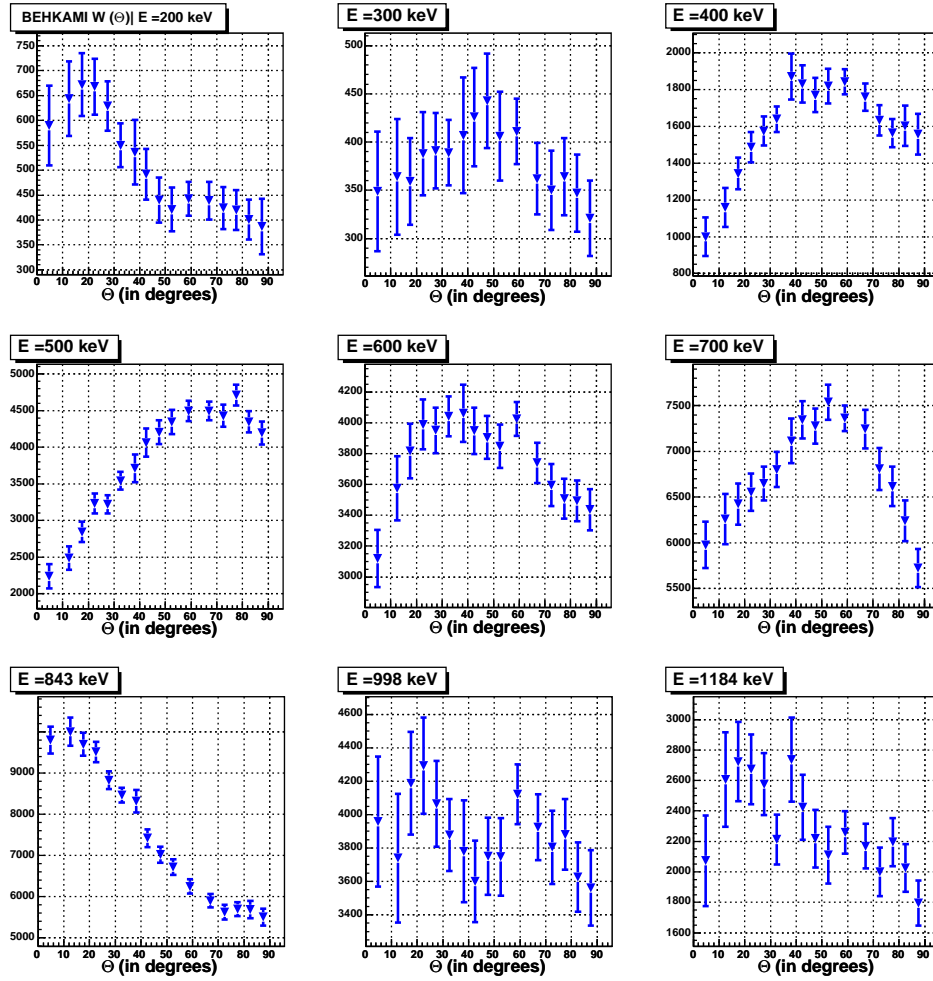 BEHKAMI W (Θ)| E =200 keV
750
700
650
600
550
500
450
400
350
300
0 10 20 30 40 50 60 70 80 90
Θ (in degrees)
E =300 keV
500
450
400
350
300
0 10 20 30 40 50 60 70 80 90
Θ (in degrees)
E =400 keV
2000
1800
1600
1400
1200
1000
800
0 10 20 30 40 50 60 70 80 90
Θ (in degrees)
E =500 keV
5000
4500
4000
3500
3000
2500
2000
0 10 20 30 40 50 60 70 80 90
Θ (in degrees)
E =600 keV
4200
4000
3800
3600
3400
3200
3000
0 10 20 30 40 50 60 70 80 90
Θ (in degrees)
E =700 keV
7500
7000
6500
6000
5500
0 10 20 30 40 50 60 70 80 90
Θ (in degrees)
E =843 keV
9000
8000
7000
6000
5000
0 10 20 30 40 50 60 70 80 90
Θ (in degrees)
E =998 keV
4600
4400
4200
4000
3800
3600
3400
0 10 20 30 40 50 60 70 80 90
Θ (in degrees)
E =1184 keV
3000
2800
2600
2400
2200
2000
1800
1600
0 10 20 30 40 50 60 70 80 90
Θ (in degrees)